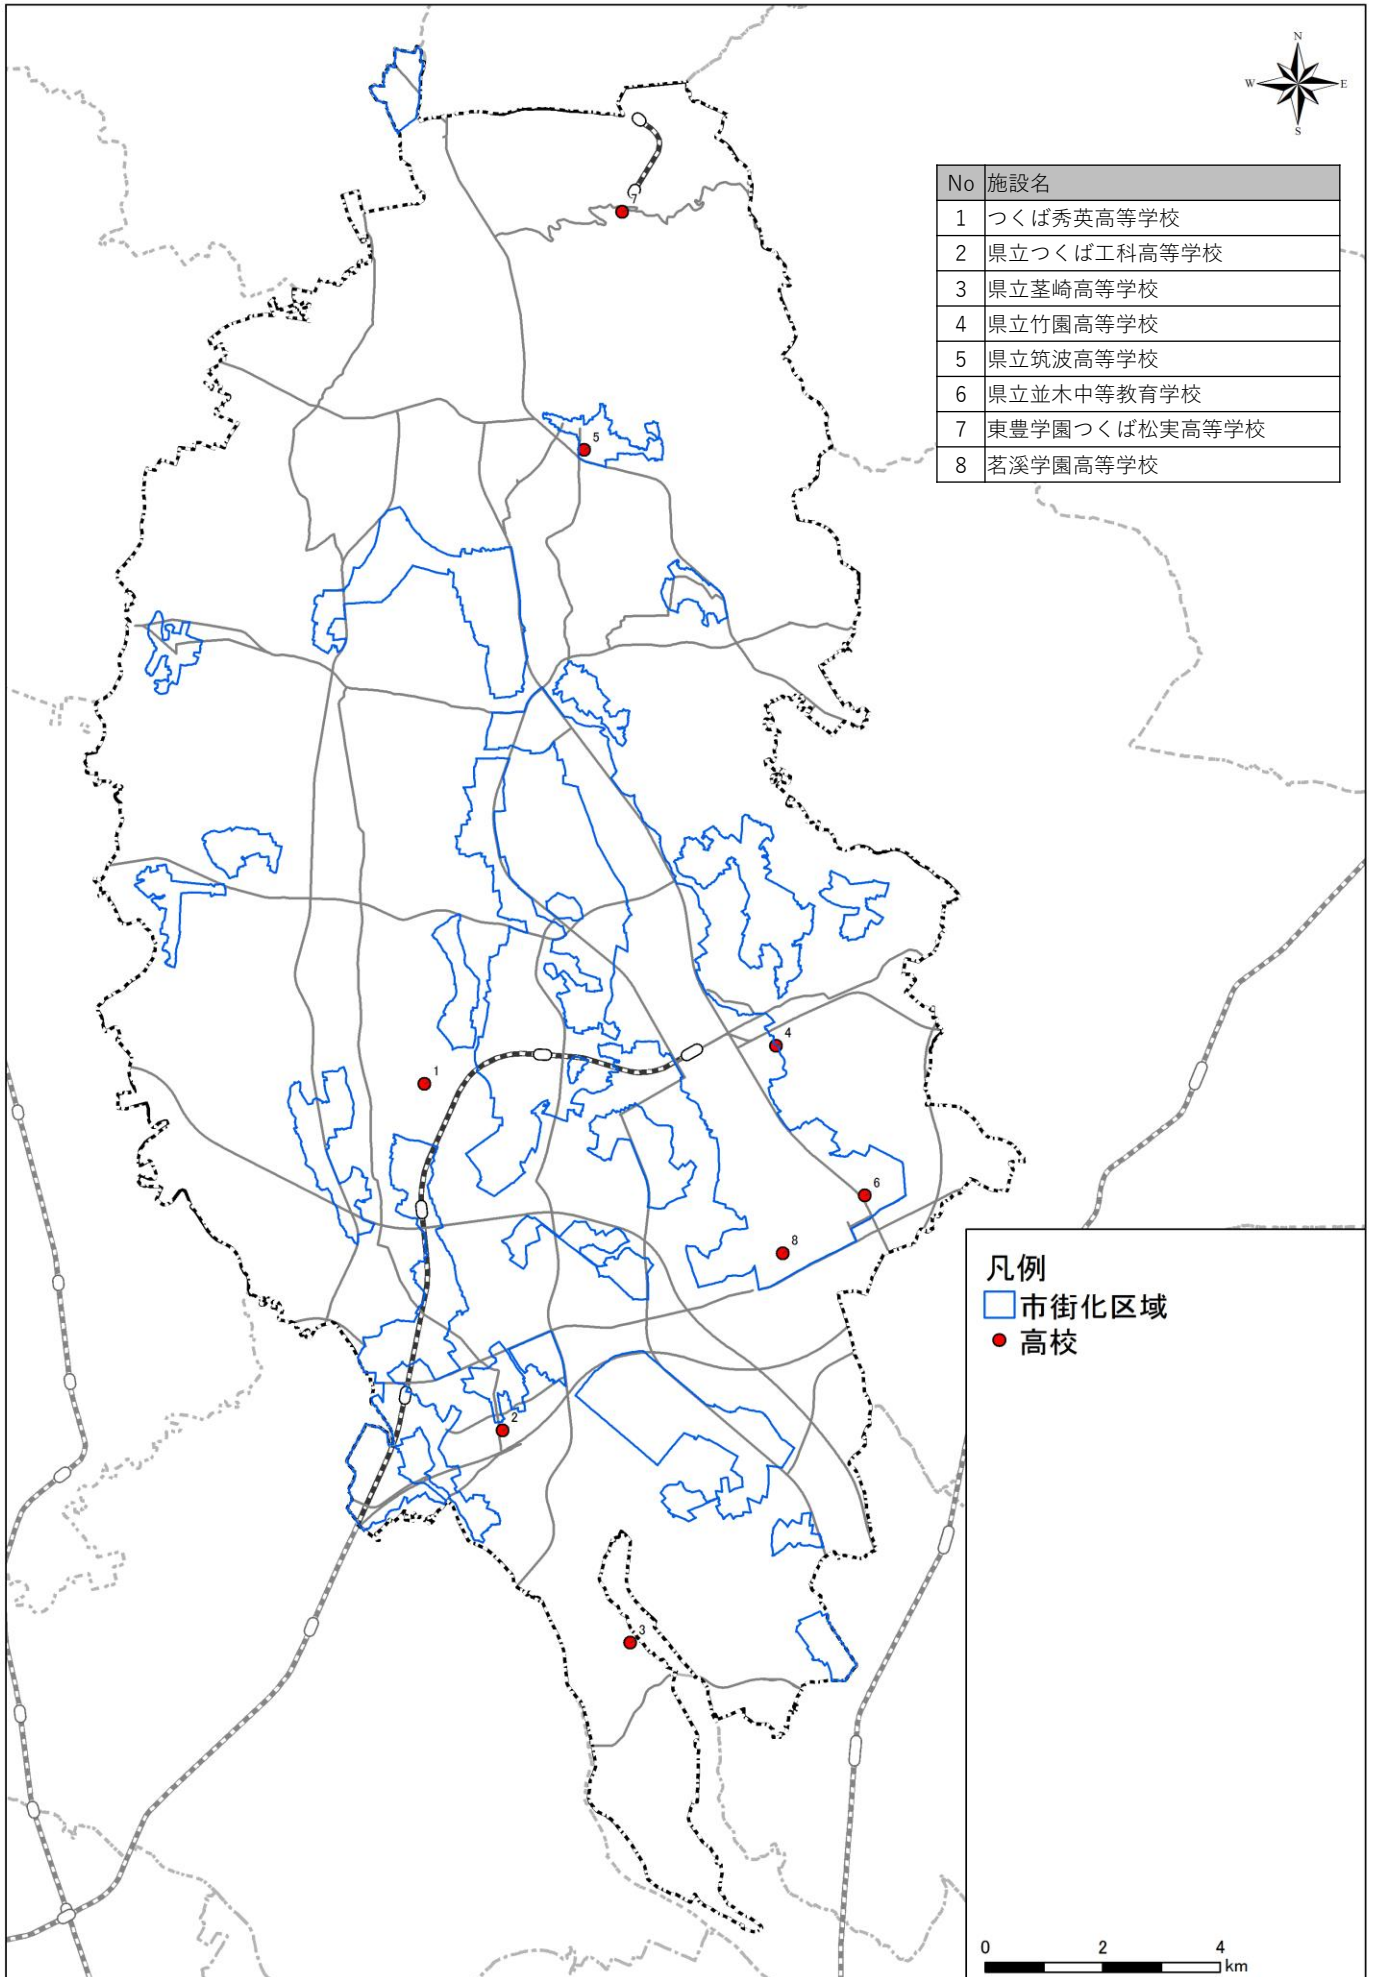 N
W E
S
No 施設名
1 つくば秀英高等学校
2 県立つくば工科高等学校
3 県立茎崎高等学校
4 県立竹園高等学校
5 県立筑波高等学校
6 県立並木中等教育学校
7 東豊学園つくば松実高等学校
8 茗溪学園高等学校
7
5
4
1
6
8
2
3
凡例
市街化区域
高校
0 2 4
km